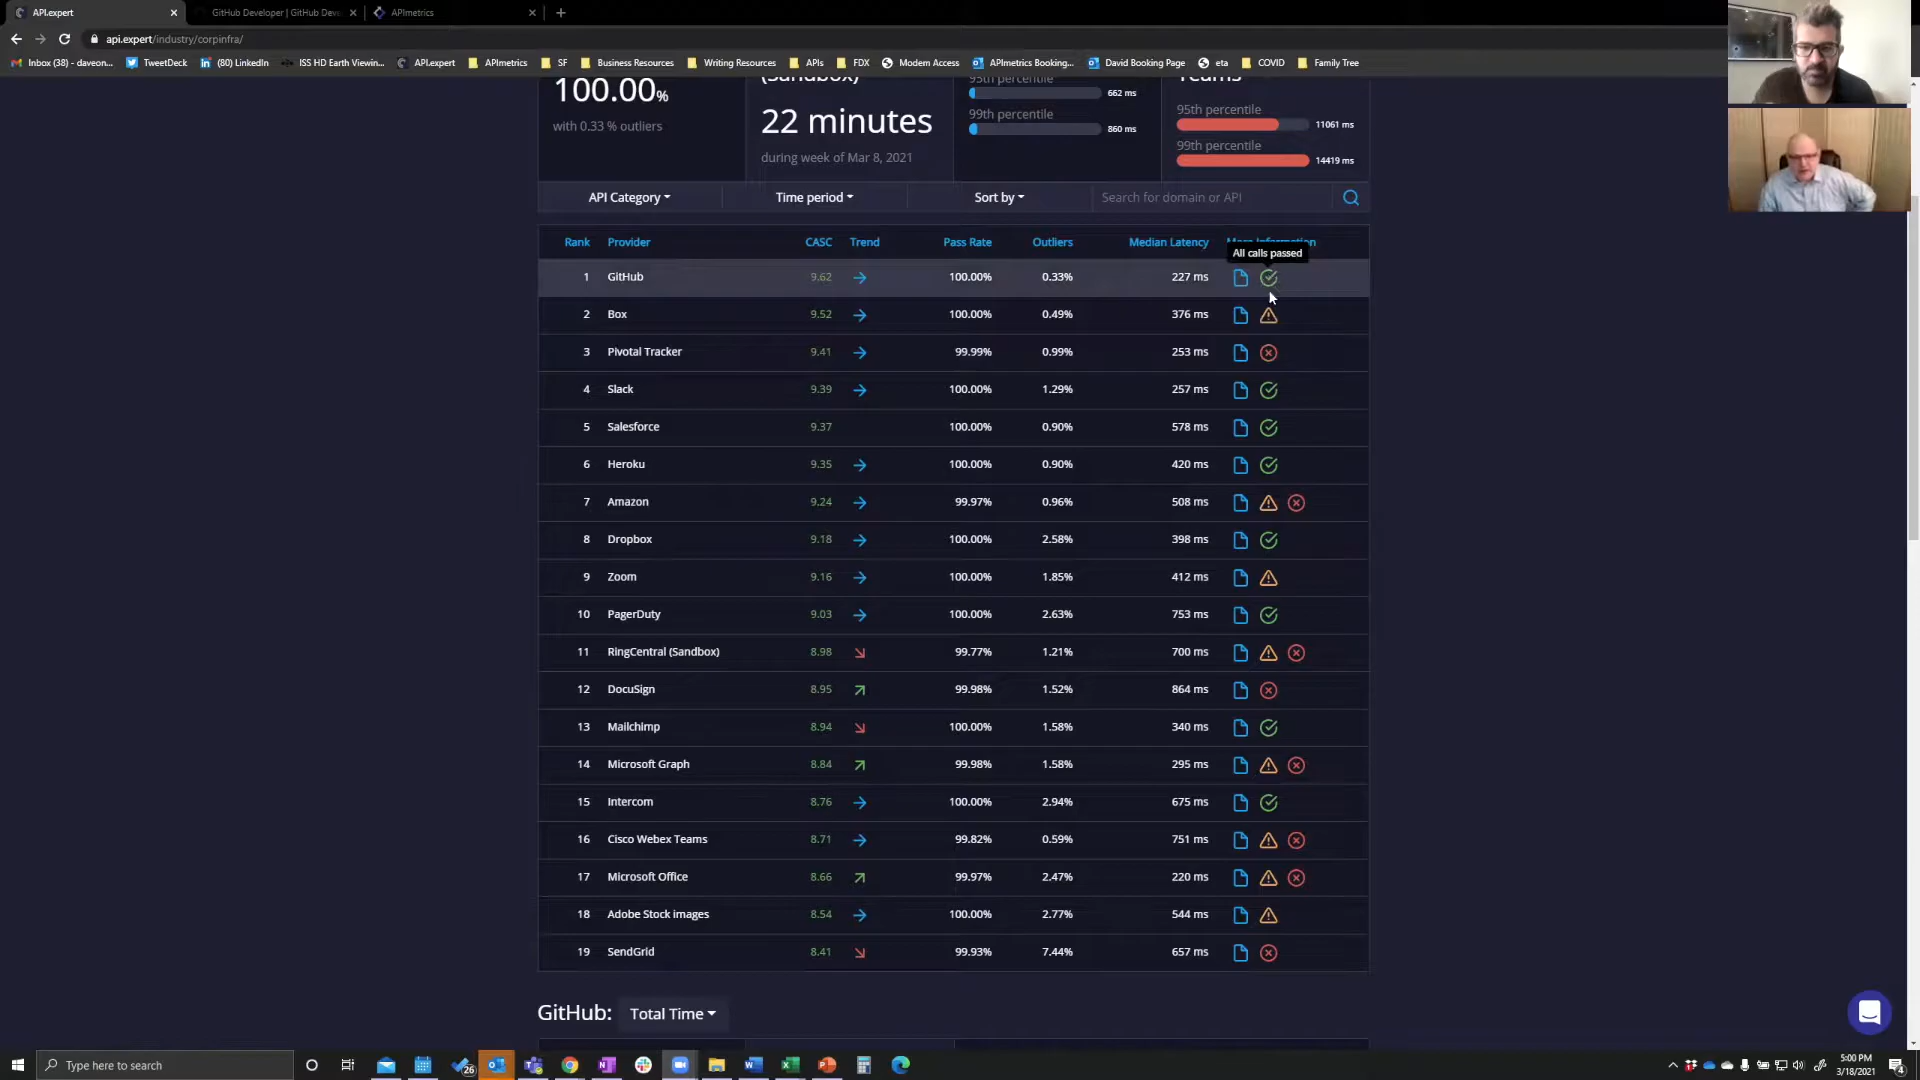 API.expert
GitHub Developer | GitHub Dev
APImetrics
api.expert/industry/corpinfra/
Inbox (38) - daveon... TweetDeck (80) LinkedIn ISS HD Earth Viewin... API.expert APImetrics SF Business Resources Writing Resources APIs FDX Modem Access APImetrics Booking... David Booking Page eta COVID Family Tree
100.00%
with 0.33 % outliers
(Sandbox)
22 minutes
during week of Mar 8, 2021
95th percentile
662 ms
99th percentile
860 ms
Teams
95th percentile
11061 ms
99th percentile
14419 ms
API Category Time period Sort by Search for domain or API
Rank Provider CASC Trend Pass Rate Outliers Median Latency More Information
All calls passed
1 GitHub 9.62 100.00% 0.33% 227 ms
2 Box 9.52 100.00% 0.49% 376 ms
3 Pivotal Tracker 9.41 99.99% 0.99% 253 ms
4 Slack 9.39 100.00% 1.29% 257 ms
5 Salesforce 9.37 100.00% 0.90% 578 ms
6 Heroku 9.35 100.00% 0.90% 420 ms
7 Amazon 9.24 99.97% 0.96% 508 ms
8 Dropbox 9.18 100.00% 2.58% 398 ms
9 Zoom 9.16 100.00% 1.85% 412 ms
10 PagerDuty 9.03 100.00% 2.63% 753 ms
11 RingCentral (Sandbox) 8.98 99.77% 1.21% 700 ms
12 DocuSign 8.95 99.98% 1.52% 864 ms
13 Mailchimp 8.94 100.00% 1.58% 340 ms
14 Microsoft Graph 8.84 99.98% 1.58% 295 ms
15 Intercom 8.76 100.00% 2.94% 675 ms
16 Cisco Webex Teams 8.71 99.82% 0.59% 751 ms
17 Microsoft Office 8.66 99.97% 2.47% 220 ms
18 Adobe Stock images 8.54 100.00% 2.77% 544 ms
19 SendGrid 8.41 99.93% 7.44% 657 ms
GitHub: Total Time
Type here to search
26
5:00 PM
3/18/2021
4